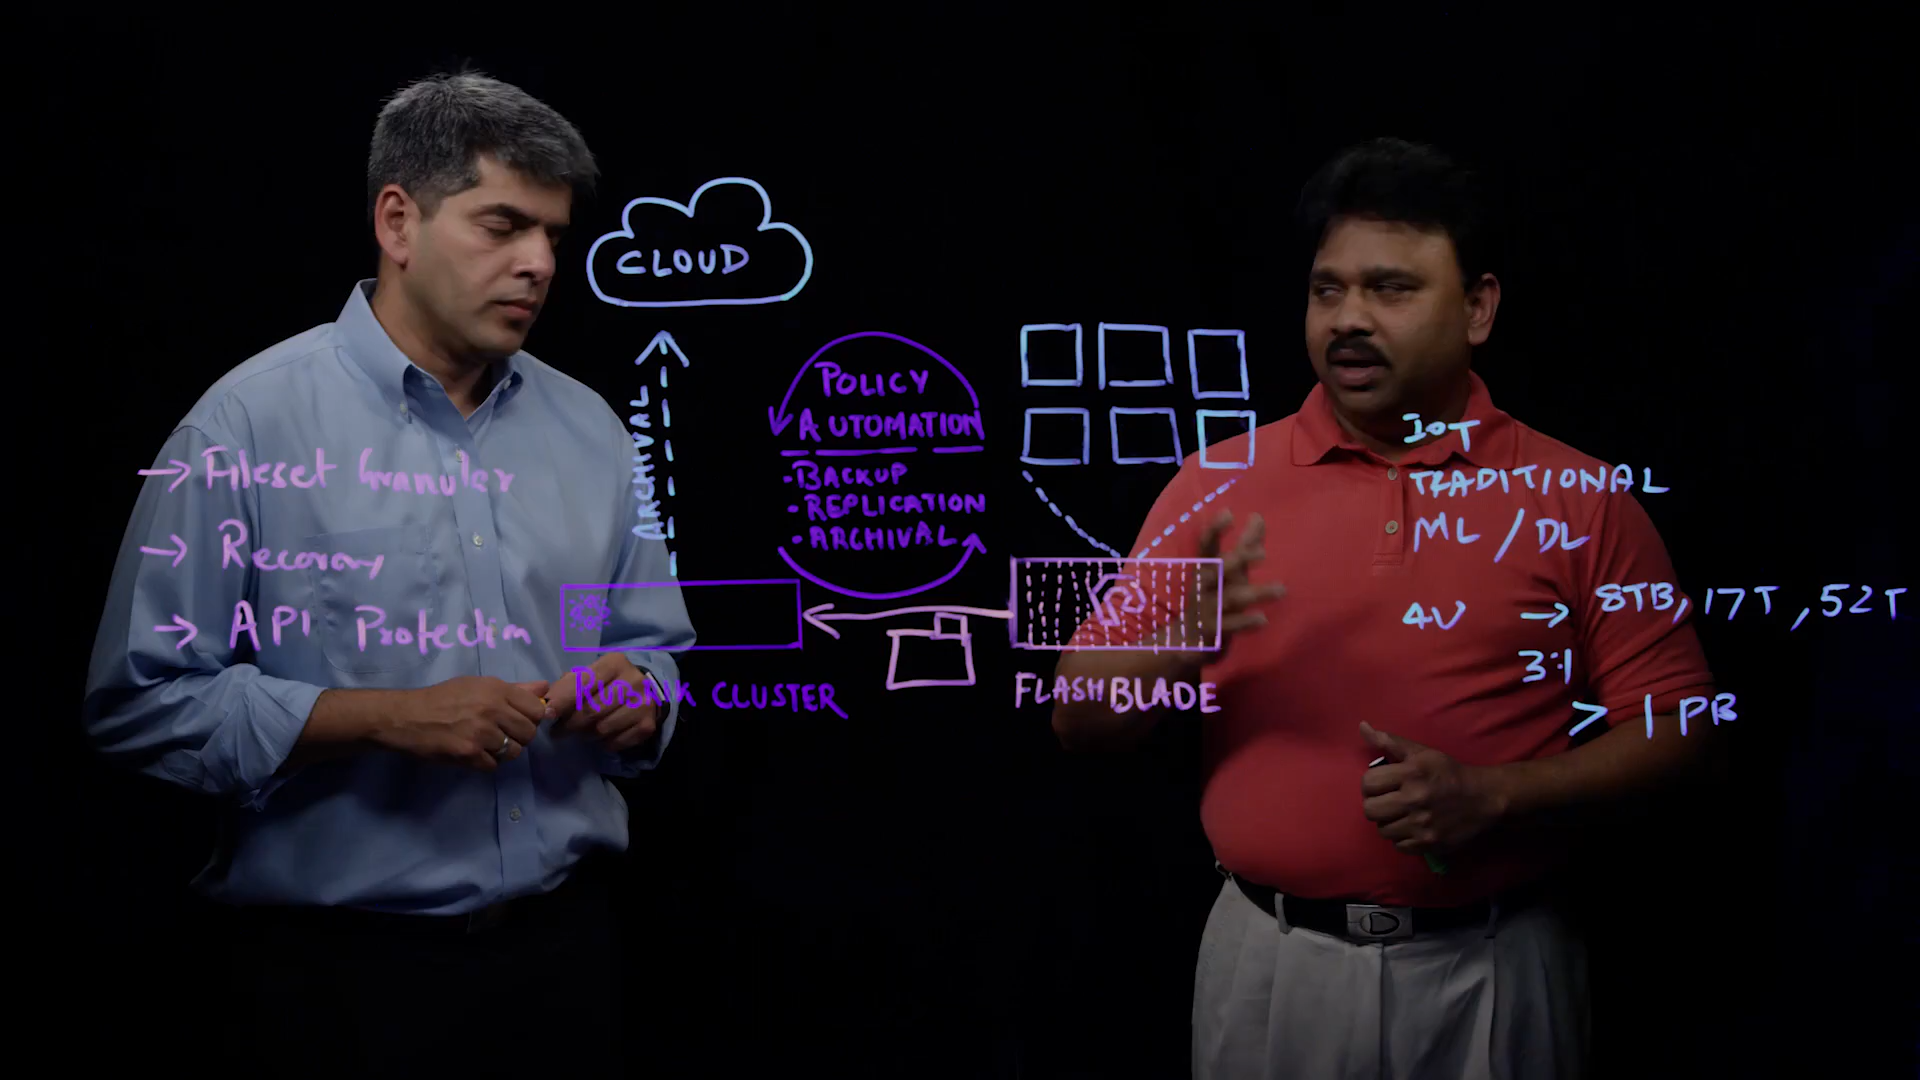 CLOUD
ARCHIVAL
POLICY
AUTOMATION
- BACKUP
• REPLICATION
• ARCHIVAL
→ Fileset Granular
→ Recovery
→ API Protection
RUBRIK CLUSTER
FLASHBLADE
IOT
TRADITIONAL
ML / DL
4U → 8TB, 17T, 52T
3:1
> 1 PB